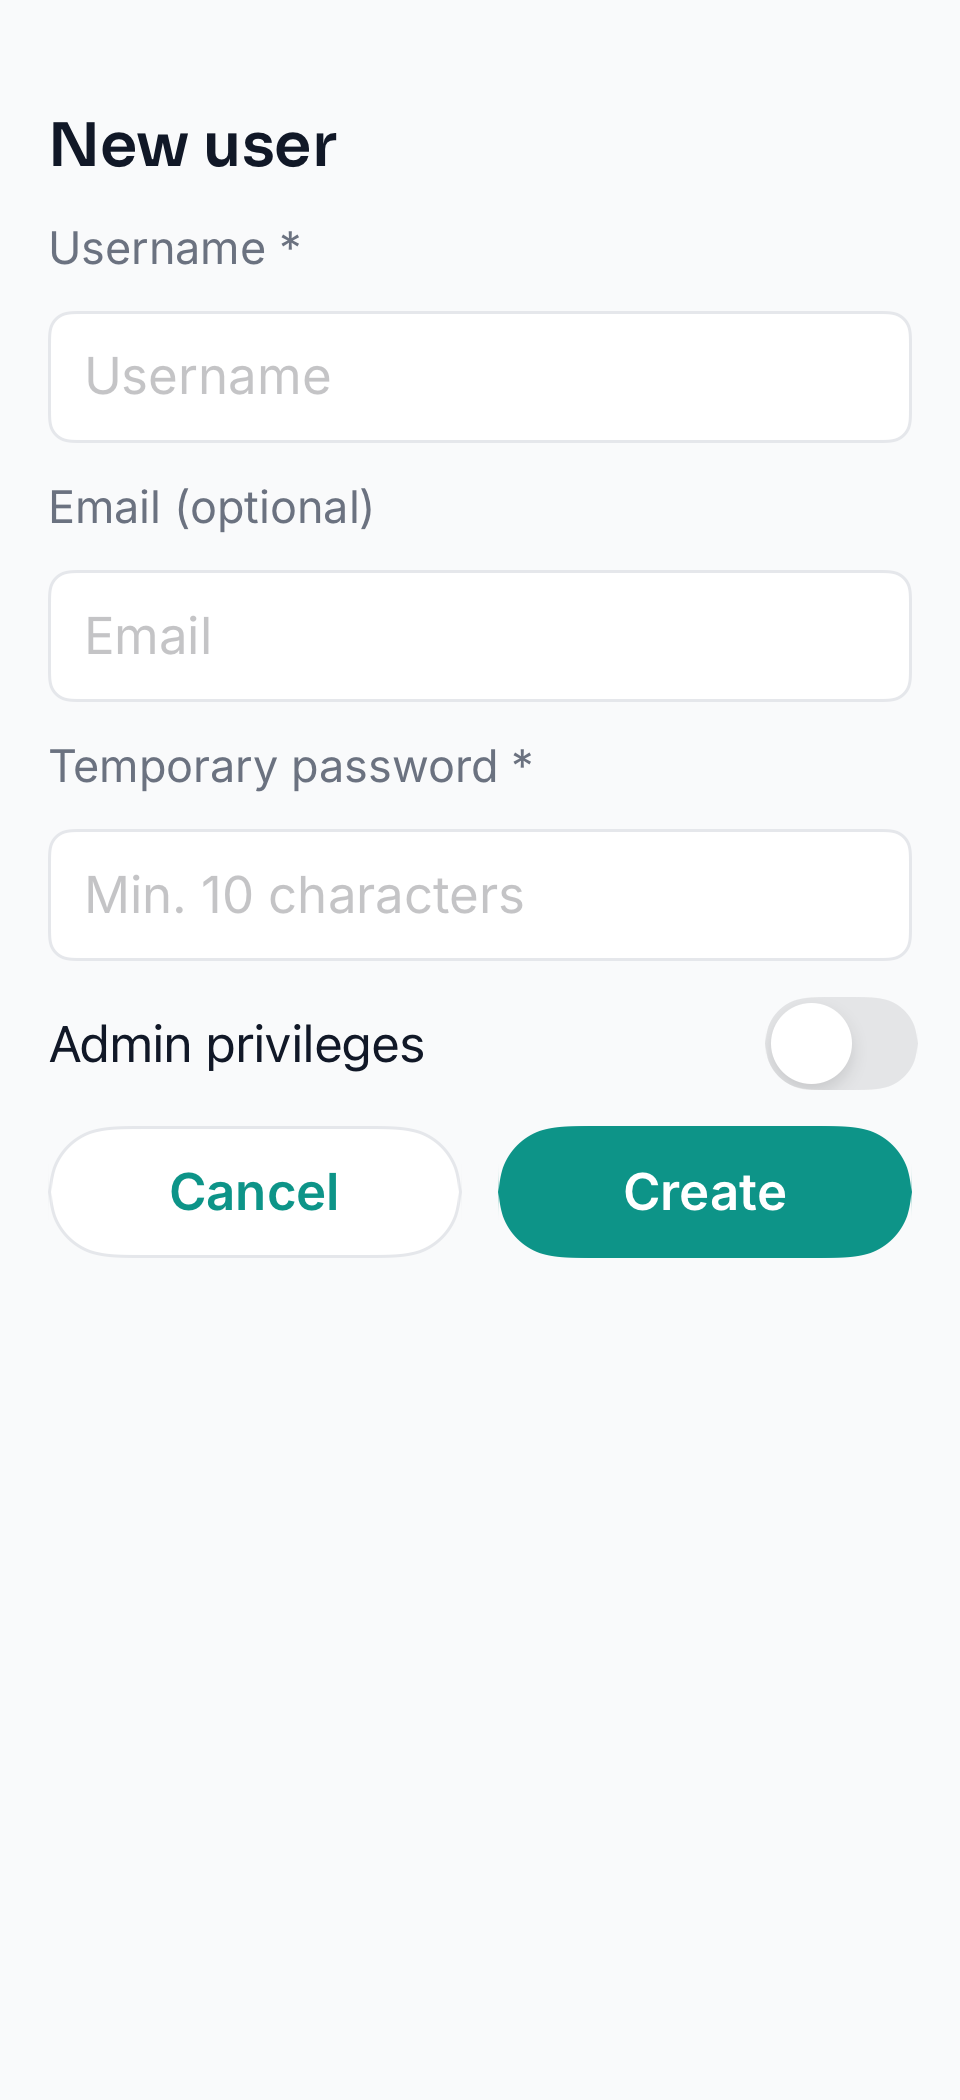 New user
Username *
Username
Email (optional)
Email
Temporary password *
Min. 10 characters
Admin privileges
Cancel
Create